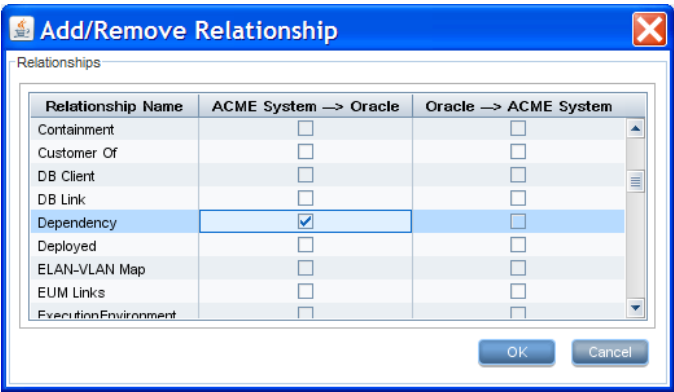 Add/Remove Relationship
Relationships
Relationship Name ACME System —> Oracle Oracle —> ACME System
Containment
Customer Of
DB Client
DB Link
Dependency
Deployed
ELAN-VLAN Map
EUM Links
ExecutionEnvironment
OK Cancel